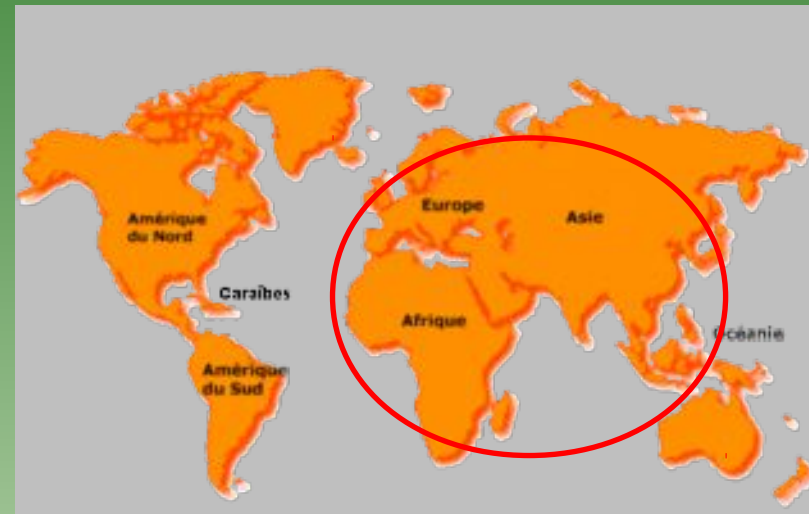 Europe
Asie
Amérique
du Nord
Caraïbes
Afrique
Océanie
Amérique
du Sud